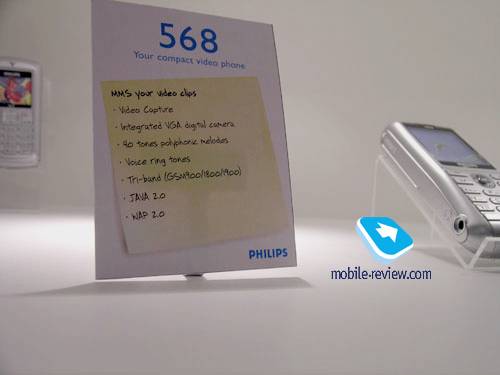 568
Your compact video phone
MMS your video clips
· Video Capture
· Integrated VGA digital camera
· 40 tones polyphonic melodies
· Voice ring tones
· Tri-band (GSM900/1800/1900)
· JAVA 2.0
· WAP 2.0
PHILIPS
mobile-review.com